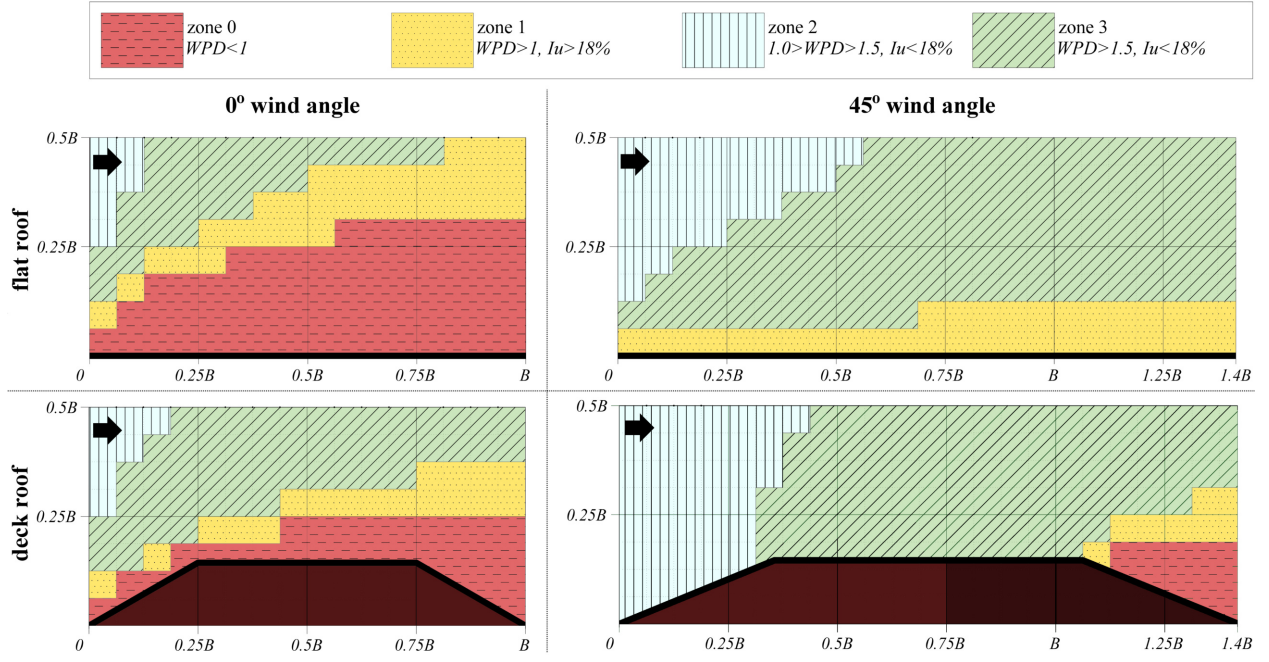 zone 0
WPD<1
zone 1
WPD>1, Iu>18%
zone 2
1.0>WPD>1.5, Iu<18%
zone 3
WPD>1.5, Iu<18%
0º wind angle
45º wind angle
flat roof
0.5B
0.25B
0
0.25B
0.5B
0.75B
B
0.5B
0.25B
0
0.25B
0.5B
0.75B
B
1.25B
1.4B
deck roof
0.5B
0.25B
0
0.25B
0.5B
0.75B
B
0.5B
0.25B
0
0.25B
0.5B
0.75B
B
1.25B
1.4B